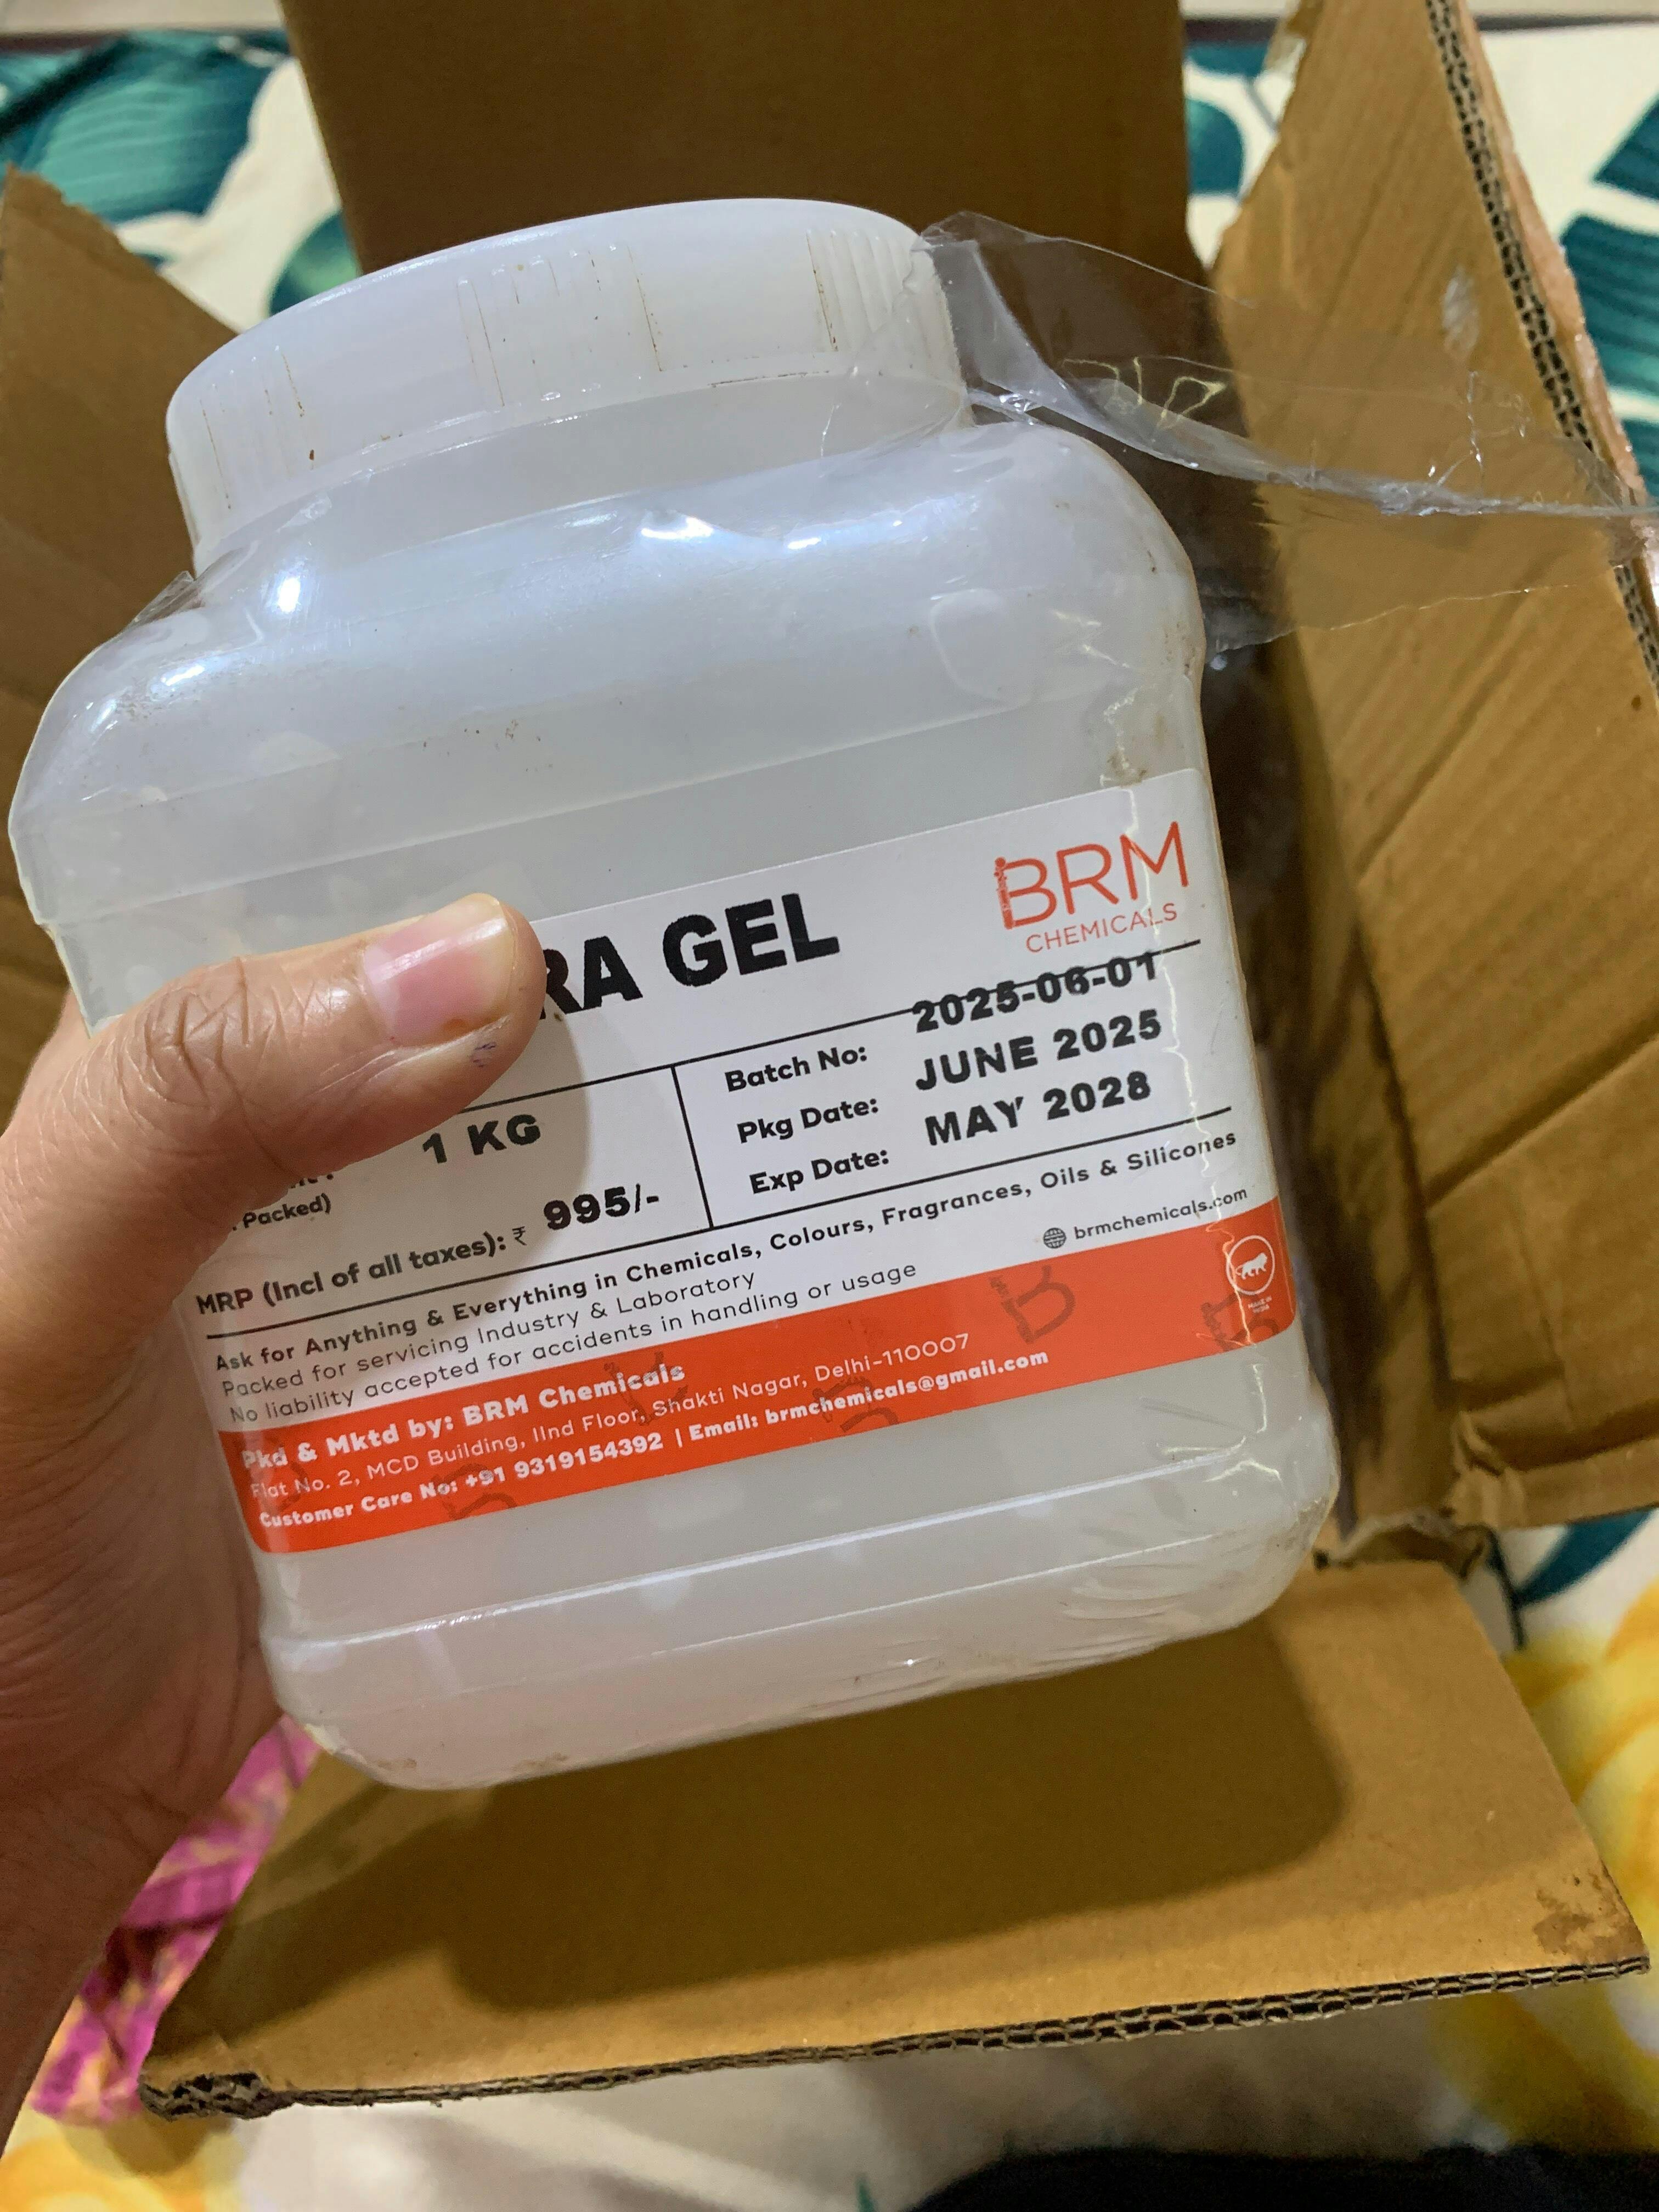 BRM
CHEMICALS
RA GEL
Batch No: 2025-06-01
Pkg Date: JUNE 2025
Exp Date: MAY 2028
1 KG
Packed)
MRP (Incl of all taxes): ₹ 995/-
Ask for Anything & Everything in Chemicals, Colours, Fragrances, Oils & Silicones
Packed for servicing Industry & Laboratory
No liability accepted for accidents in handling or usage
brmchemicals.com
Pkd & Mktd by: BRM Chemicals
Flat No. 2, MCD Building, IInd Floor, Shakti Nagar, Delhi-110007
Customer Care No: +91 9319154392 | Email: brmchemicals@gmail.com
MAKE IN
INDIA